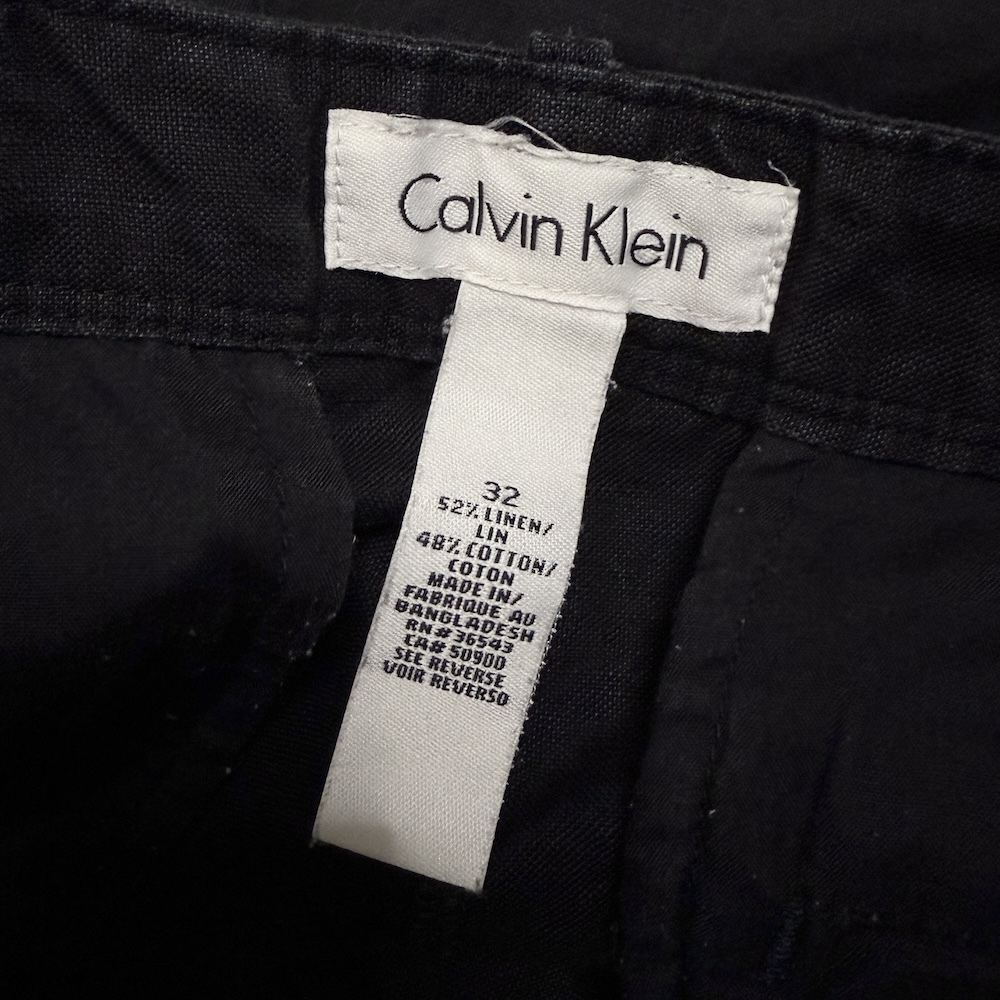 Calvin Klein
32
52% LINEN/
LIN
48% COTTON/
COTON
MADE IN/
FABRIQUE AU
BANGLADESH
RN# 36543
CA# 50900
SEE REVERSE
VOIR REVERSO